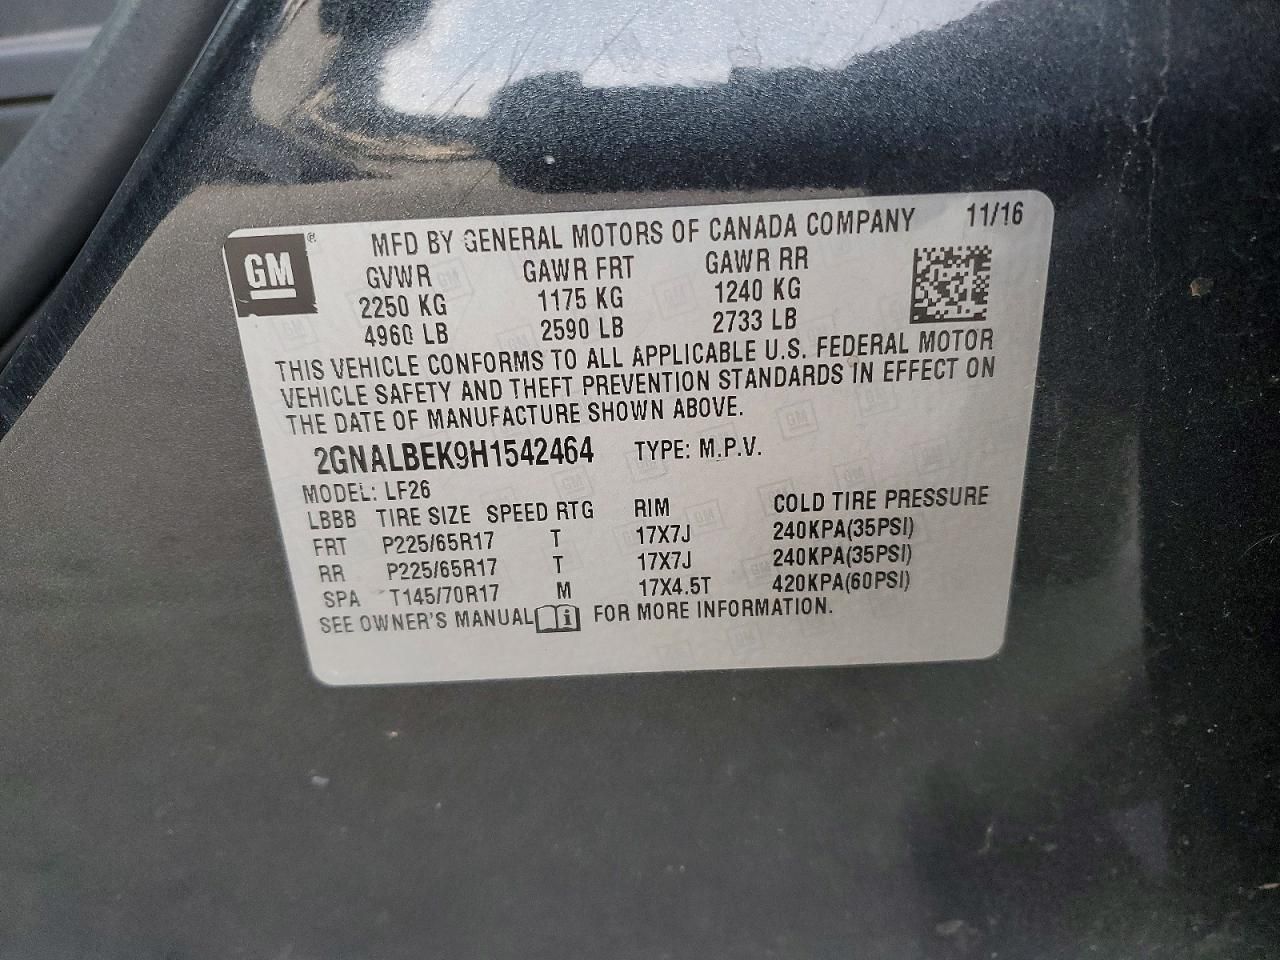 MFD BY GENERAL MOTORS OF CANADA COMPANY 11/16
GM ®
GVWR GAWR FRT GAWR RR
2250 KG 1175 KG 1240 KG
4960 LB 2590 LB 2733 LB
THIS VEHICLE CONFORMS TO ALL APPLICABLE U.S. FEDERAL MOTOR
VEHICLE SAFETY AND THEFT PREVENTION STANDARDS IN EFFECT ON
THE DATE OF MANUFACTURE SHOWN ABOVE.
2GNALBEK9H1542464 TYPE: M.P.V.
MODEL: LF26
LBBB TIRE SIZE SPEED RTG RIM COLD TIRE PRESSURE
FRT P225/65R17 T 17X7J 240KPA(35PSI)
RR P225/65R17 T 17X7J 240KPA(35PSI)
SPA T145/70R17 M 17X4.5T 420KPA(60PSI)
SEE OWNER'S MANUAL FOR MORE INFORMATION.